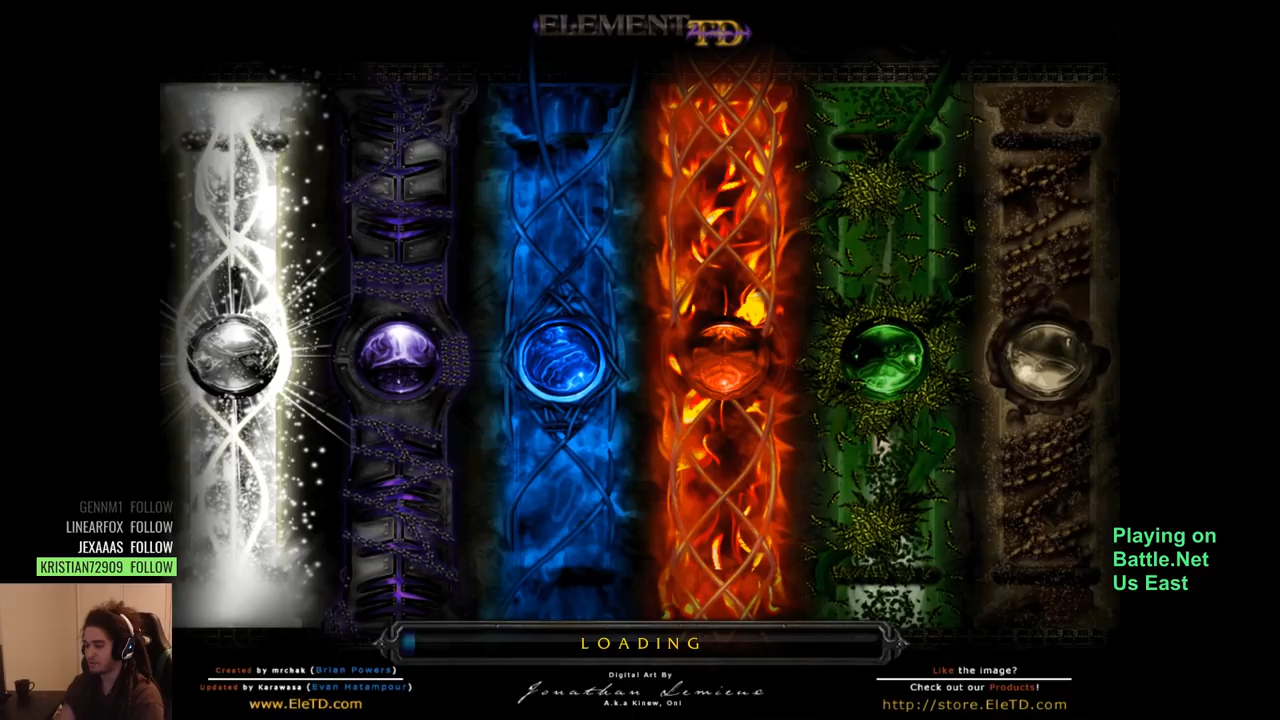 ELEMENT TD
GENNM1 FOLLOW
LINEARFOX FOLLOW
JEXAAAS FOLLOW
KRISTIAN72909 FOLLOW
Playing on
Battle.Net
Us East
LOADING
Created by mrchak (Brian Powers)
Updated by Karawasa (Evan Hatampour)
www.EleTD.com
Digital Art By
Jonathan Lemieux
A.k.a Kinew, Oni
Like the image?
Check out our Products!
http://store.EleTD.com